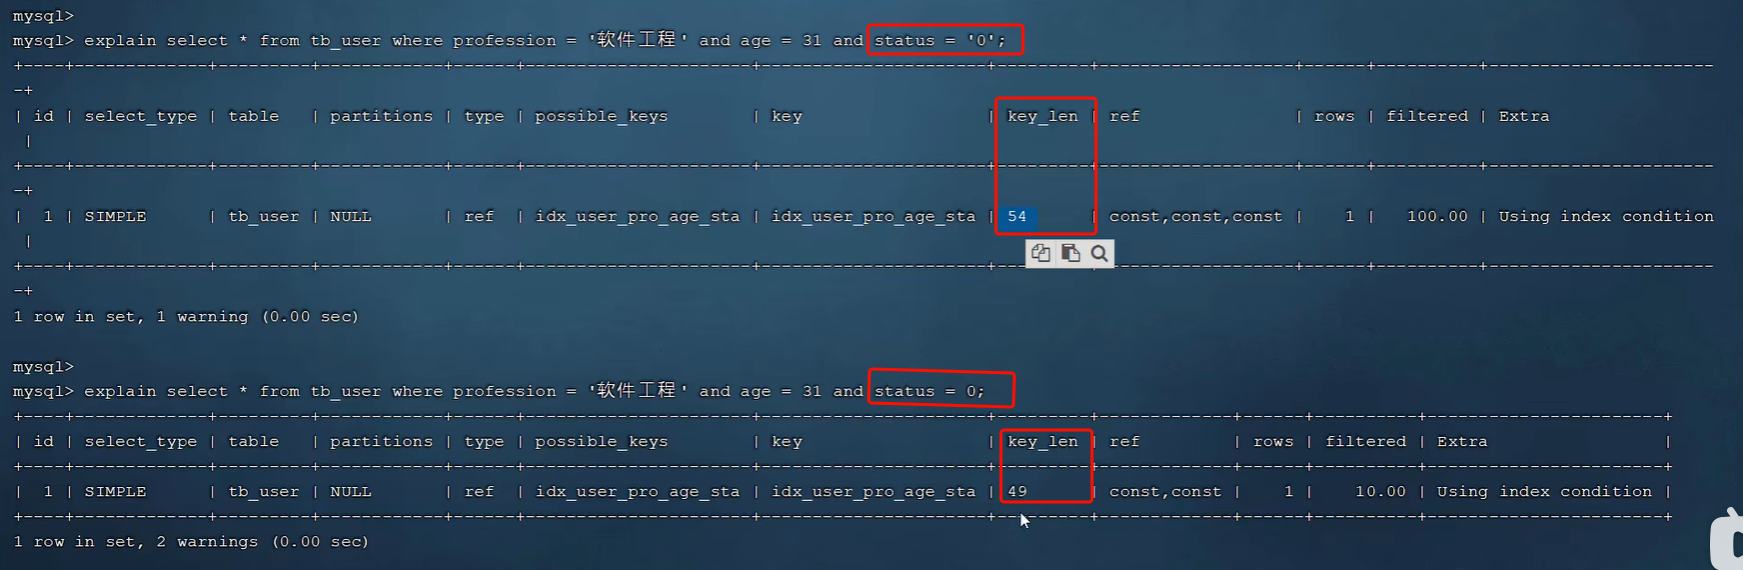 mysql>
mysql> explain select * from tb_user where profession = '软件工程' and age = 31 and status = '0';
+----+-------------+---------+------------+------+----------------------+----------------------+---------+-------------------+------+----------+----------------------
-+
| id | select_type | table   | partitions | type | possible_keys        | key                  | key_len | ref               | rows | filtered | Extra
 |
+----+-------------+---------+------------+------+----------------------+----------------------+---------+-------------------+------+----------+----------------------
-+
|  1 | SIMPLE      | tb_user | NULL       | ref  | idx_user_pro_age_sta | idx_user_pro_age_sta | 54      | const,const,const |    1 |   100.00 | Using index condition
 |
+----+-------------+---------+------------+------+----------------------+----------------------+---------+-------------------+------+----------+----------------------
-+
1 row in set, 1 warning (0.00 sec)
mysql>
mysql> explain select * from tb_user where profession = '软件工程' and age = 31 and status = 0;
+----+-------------+---------+------------+------+----------------------+----------------------+---------+-------------+------+----------+-----------------------+
| id | select_type | table   | partitions | type | possible_keys        | key                  | key_len | ref         | rows | filtered | Extra                 |
+----+-------------+---------+------------+------+----------------------+----------------------+---------+-------------+------+----------+-----------------------+
|  1 | SIMPLE      | tb_user | NULL       | ref  | idx_user_pro_age_sta | idx_user_pro_age_sta | 49      | const,const |    1 |    10.00 | Using index condition |
+----+-------------+---------+------------+------+----------------------+----------------------+---------+-------------+------+----------+-----------------------+
1 row in set, 2 warnings (0.00 sec)